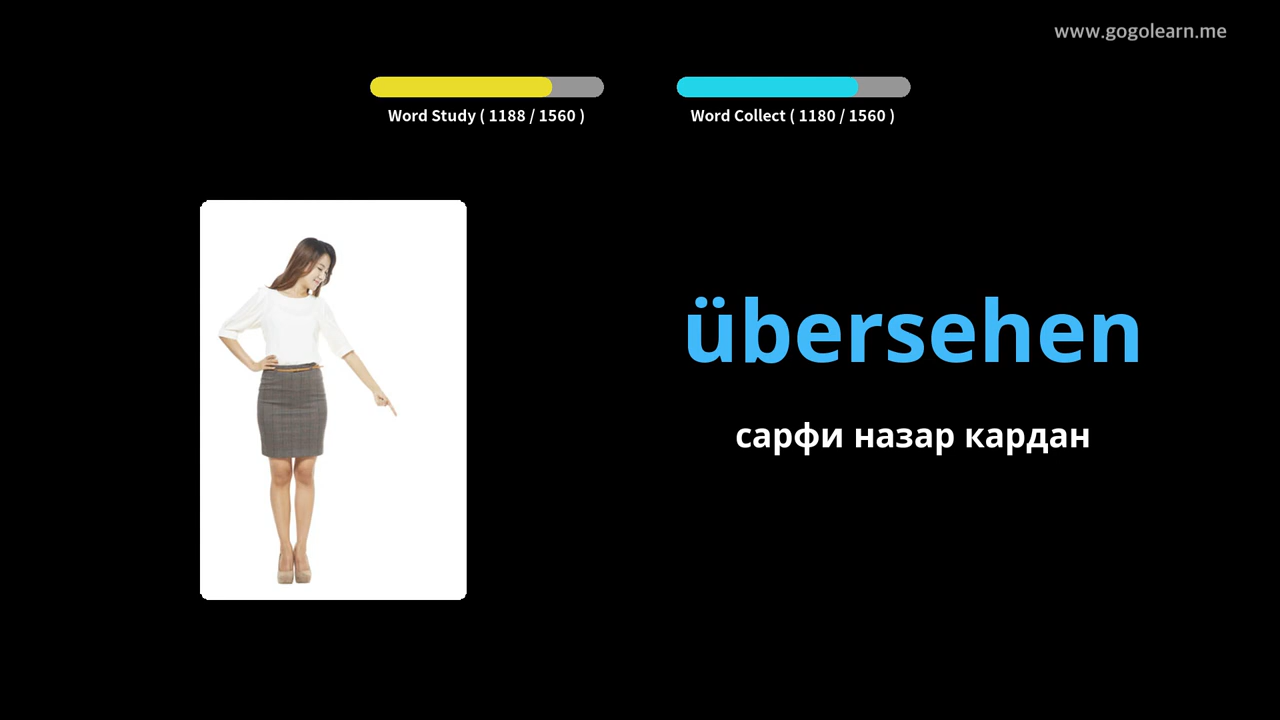 www.gogolearn.me
Word Study ( 1188 / 1560 )
Word Collect ( 1180 / 1560 )
übersehen
сарфи назар кардан